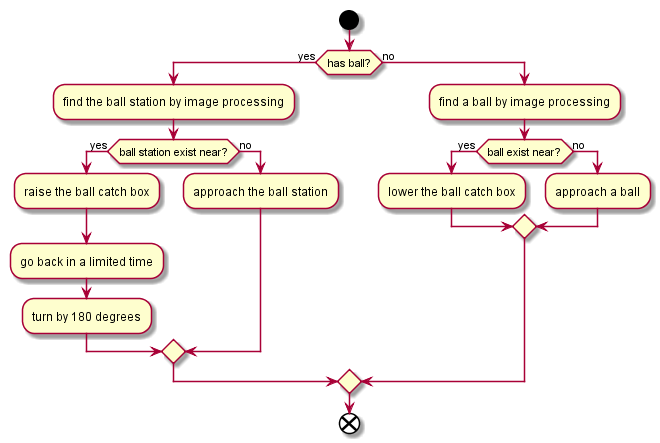 has ball?
yes
no
find the ball station by image processing
find a ball by image processing
ball station exist near?
yes
no
ball exist near?
yes
no
raise the ball catch box
approach the ball station
lower the ball catch box
approach a ball
go back in a limited time
turn by 180 degrees